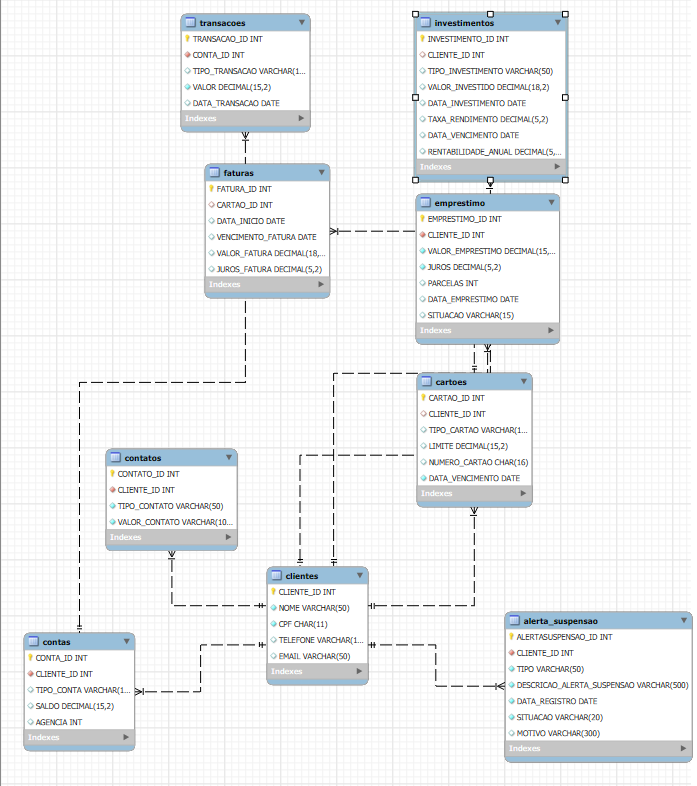 transacoes
TRANSACAO_ID INT
CONTA_ID INT
TIPO_TRANSACAO VARCHAR(1...
VALOR DECIMAL(15,2)
DATA_TRANSACAO DATE
Indexes
investimentos
INVESTIMENTO_ID INT
CLIENTE_ID INT
TIPO_INVESTIMENTO VARCHAR(50)
VALOR_INVESTIDO DECIMAL(18,2)
DATA_INVESTIMENTO DATE
TAXA_RENDIMENTO DECIMAL(5,2)
DATA_VENCIMENTO DATE
RENTABILIDADE_ANUAL DECIMAL(5,...
Indexes
faturas
FATURA_ID INT
CARTAO_ID INT
DATA_INICIO DATE
VENCIMENTO_FATURA DATE
VALOR_FATURA DECIMAL(18,...
JUROS_FATURA DECIMAL(5,2)
Indexes
emprestimo
EMPRESTIMO_ID INT
CLIENTE_ID INT
VALOR_EMPRESTIMO DECIMAL(15,...
JUROS DECIMAL(5,2)
PARCELAS INT
DATA_EMPRESTIMO DATE
SITUACAO VARCHAR(15)
Indexes
cartoes
CARTAO_ID INT
CLIENTE_ID INT
TIPO_CARTAO VARCHAR(1...
LIMITE DECIMAL(15,2)
NUMERO_CARTAO CHAR(16)
DATA_VENCIMENTO DATE
Indexes
contatos
CONTATO_ID INT
CLIENTE_ID INT
TIPO_CONTATO VARCHAR(50)
VALOR_CONTATO VARCHAR(10...
Indexes
clientes
CLIENTE_ID INT
NOME VARCHAR(50)
CPF CHAR(11)
TELEFONE VARCHAR(1...
EMAIL VARCHAR(50)
Indexes
contas
CONTA_ID INT
CLIENTE_ID INT
TIPO_CONTA VARCHAR(1...
SALDO DECIMAL(15,2)
AGENCIA INT
Indexes
alerta_suspensao
ALERTASUSPENSAO_ID INT
CLIENTE_ID INT
TIPO VARCHAR(50)
DESCRICAO_ALERTA_SUSPENSAO VARCHAR(500)
DATA_REGISTRO DATE
SITUACAO VARCHAR(20)
MOTIVO VARCHAR(300)
Indexes